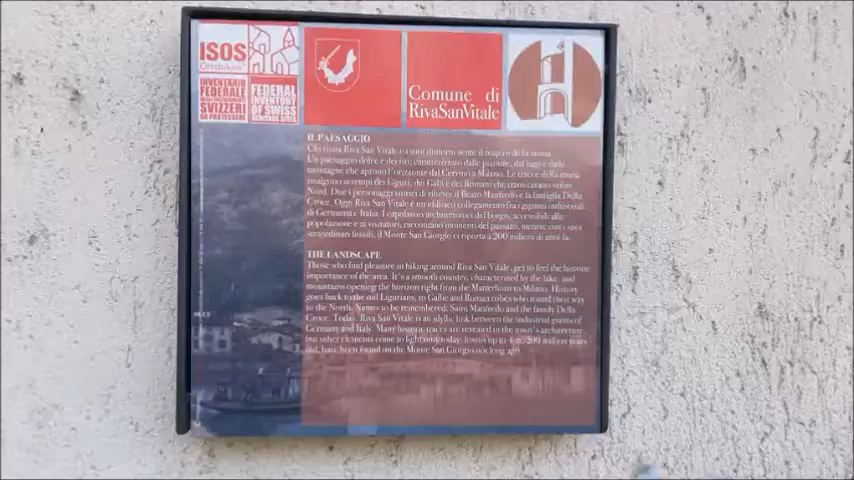 ISOS
INVENTARIO
FEDERALE
SVIZZERI
FEDERAL
INVENTORY
OF SWISS
HERITAGE SITES
Comune di
RivaSanVitale
IL PAESAGGIO
Chi visita Riva San Vitale e i suoi dintorni sente il respiro della storia.
Un paesaggio dolce e deciso, caratterizzato dalla pianura, dal lago e dalle
montagne che aprono l'orizzonte dal Cervino a Milano. Le tracce della storia
risalgono ai tempi dei Liguri, dei Galli e dei Romani che transitavano verso
Nord. Due i personaggi storici di rilievo: il Beato Manfredo e la famiglia Della
Croce. Oggi Riva San Vitale è un idilliaco collegamento fra i giganti industriali
di Germania e Italia. I capolavori architettonici del borgo, accessibili alla
popolazione e ai visitatori, raccontano momenti del passato, mentre con i suoi
straordinari fossili, il Monte San Giorgio ci riporta a 200 milioni di anni fa.
THE LANDSCAPE
Those who find pleasure in hiking around Riva San Vitale, get to feel the historic
importance of the area. It's a smooth country, characterized by the lake, and
mountains opening the horizon right from the Matterhorn to Milano. History
goes back to the old Ligurians, to Gallic and Roman tribes who found their way
to the North. Names to be remembered: Saint Manfredo and the family Della
Croce. Today, Riva San Vitale is an idyllic link between the industrial giants of
Germany and Italy. Many historic traces are revealed in the town's architecture,
but other elements come to light only today: fossils up to 200 million years
old, have been found on the Monte San Giorgio not long ago.